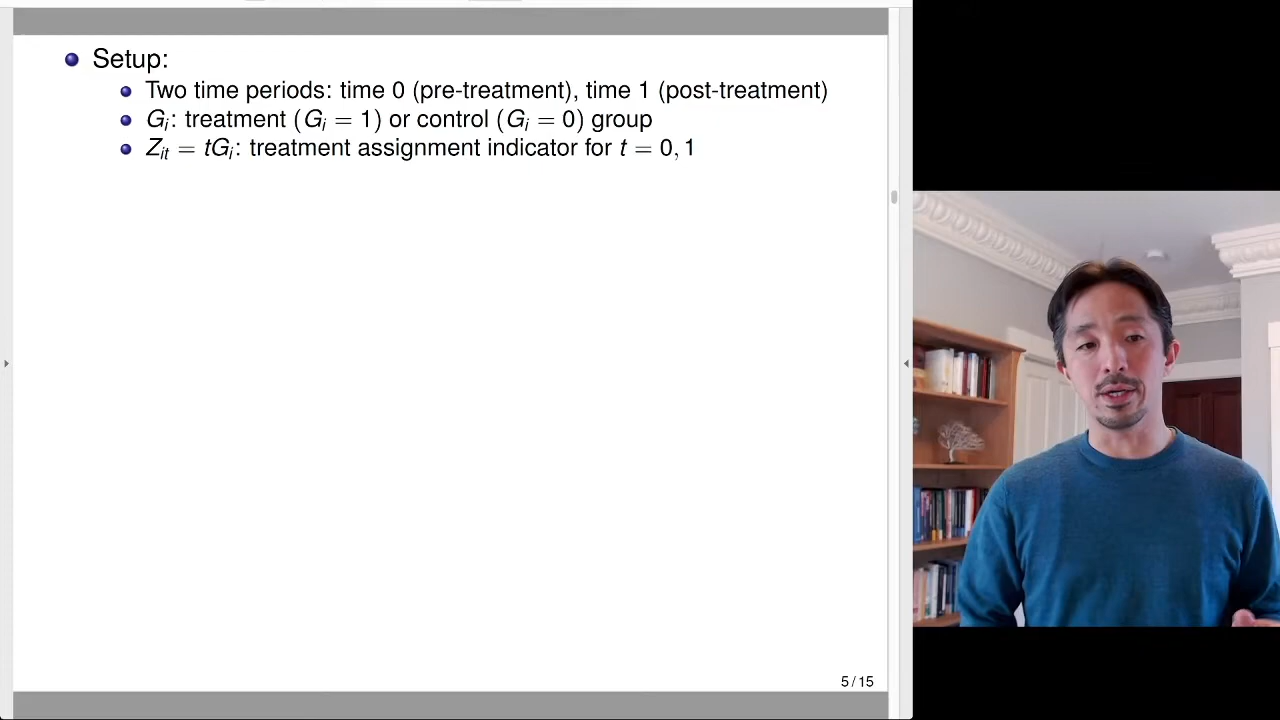 Setup:
Two time periods: time 0 (pre-treatment), time 1 (post-treatment)
Gᵢ: treatment (Gᵢ = 1) or control (Gᵢ = 0) group
Zᵢₜ = tGᵢ: treatment assignment indicator for t = 0, 1
5 / 15